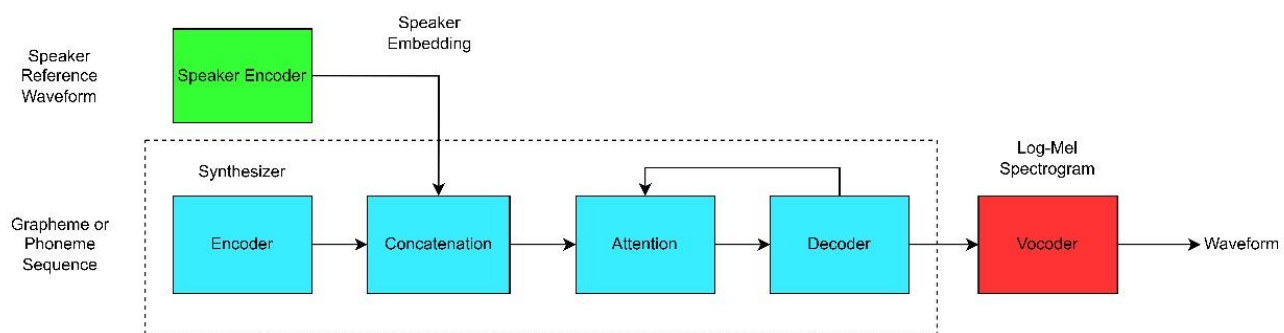 Speaker
Embedding
Speaker
Reference
Waveform
Speaker Encoder
Synthesizer
Log-Mel
Spectrogram
Grapheme or
Phoneme
Sequence
Encoder
Concatenation
Attention
Decoder
Vocoder
Waveform